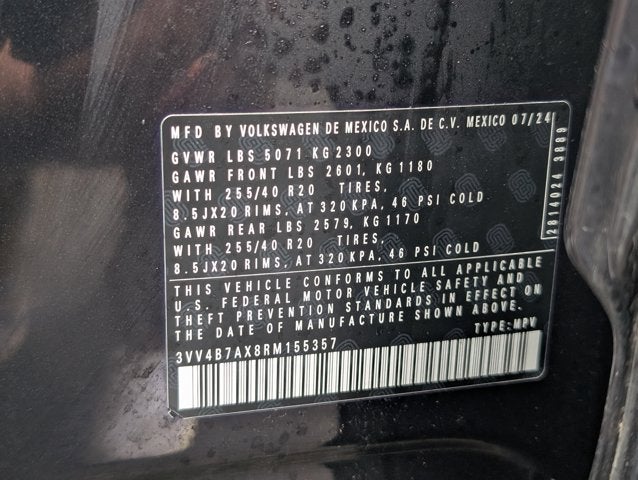 MFD BY VOLKSWAGEN DE MEXICO S.A. DE C.V. MEXICO 07/24
GVWR LBS 5071 KG 2300
GAWR FRONT LBS 2601, KG 1180
WITH 255/40 R20 TIRES,
8.5JX20 RIMS, AT 320 KPA, 46 PSI COLD
GAWR REAR LBS 2579, KG 1170
WITH 255/40 R20 TIRES,
8.5JX20 RIMS, AT 320 KPA, 46 PSI COLD
2814024 3899
THIS VEHICLE CONFORMS TO ALL APPLICABLE
U.S. FEDERAL MOTOR VEHICLE SAFETY AND
THEFT PREVENTION STANDARDS IN EFFECT ON
THE DATE OF MANUFACTURE SHOWN ABOVE.
3VV4B7AX8RM155357 TYPE: MPV